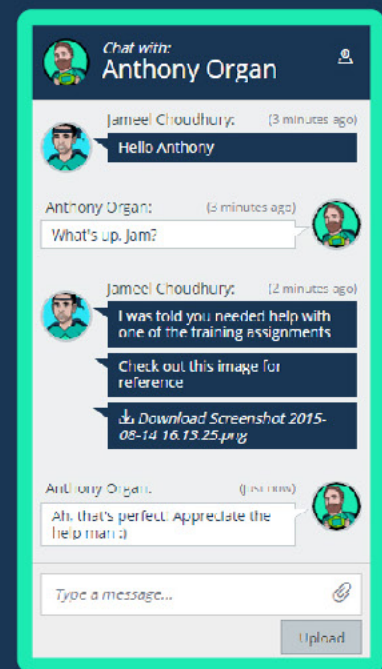 Chat with:
Anthony Organ
Jameel Choudhury:
(3 minutes ago)
Hello Anthony
Anthony Organ:
(3 minutes ago)
What's up, Jam?
Jameel Choudhury:
(2 minutes ago)
I was told you needed help with
one of the training assignments
Check out this image for
reference
Download Screenshot 2015-
08-14 16.13.25.png
Anthony Organ:
(just now)
Ah, that's perfect! Appreciate the
help man :)
Type a message...
Upload